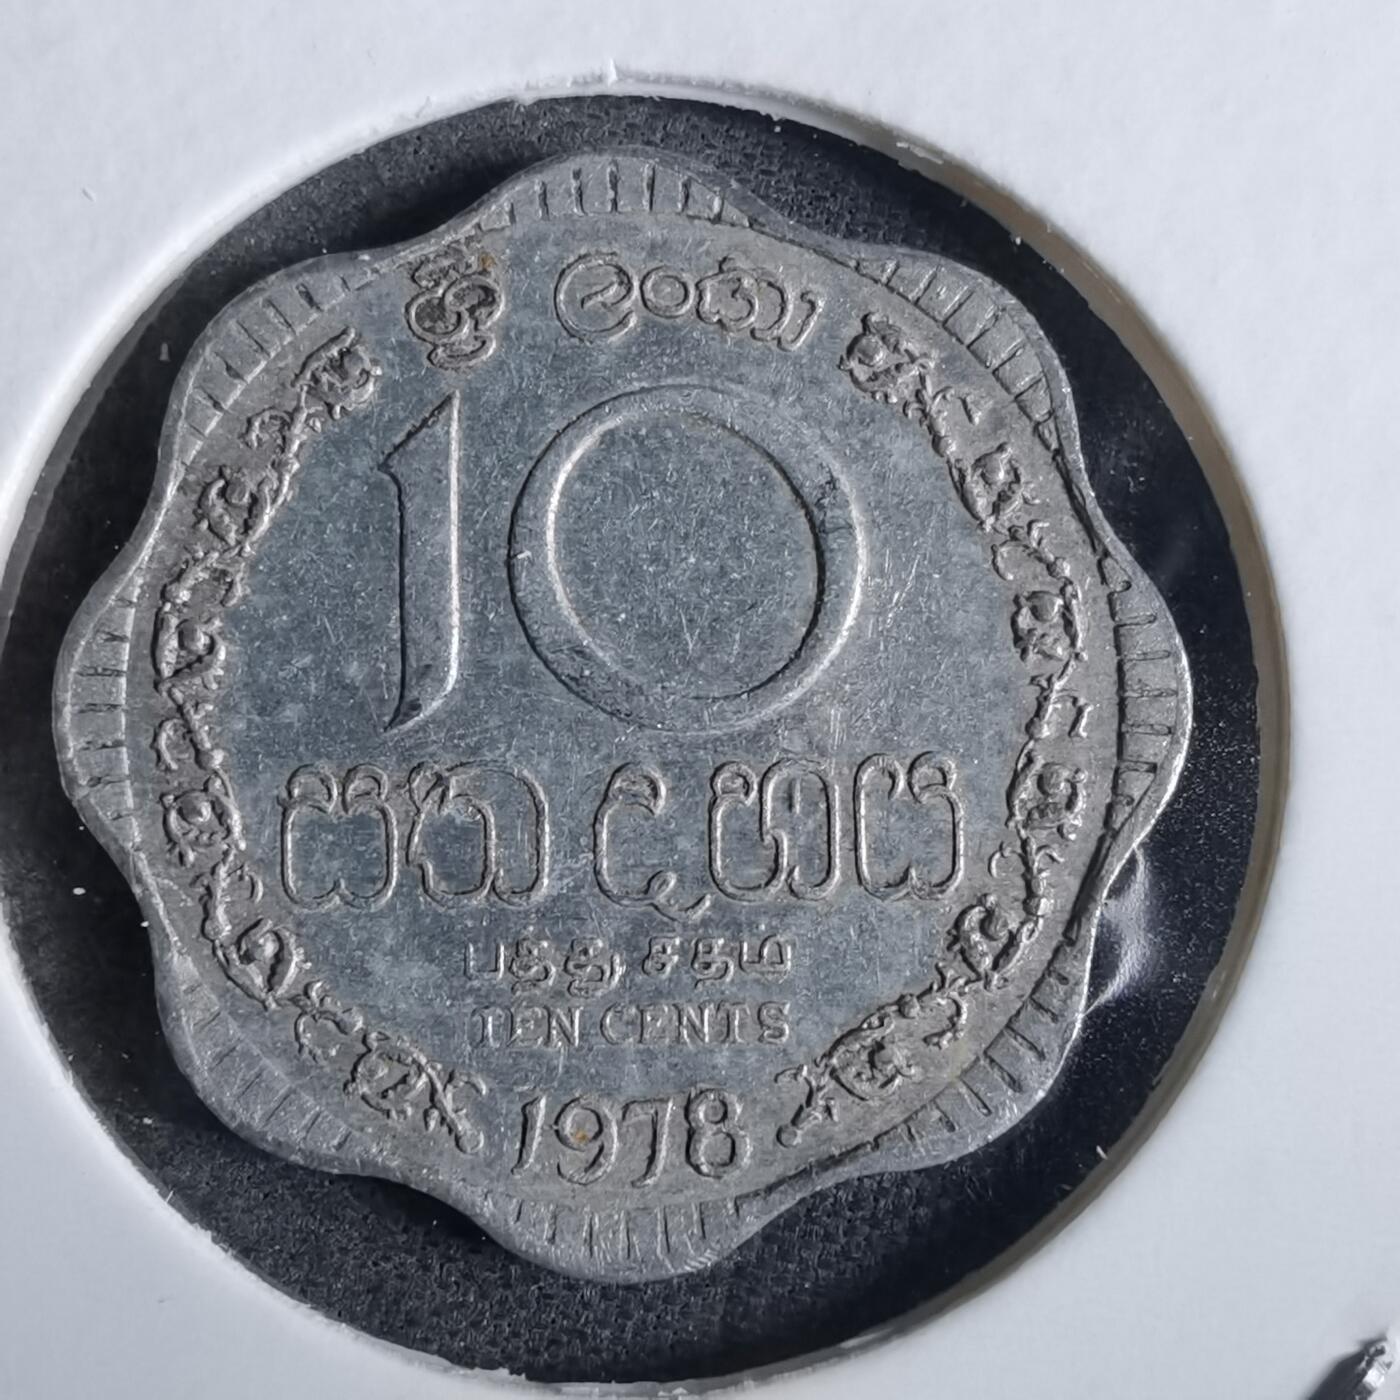 ශ්‍රී ලංකා
10
සත දහය
பத்து சதம்
TEN CENTS
1978